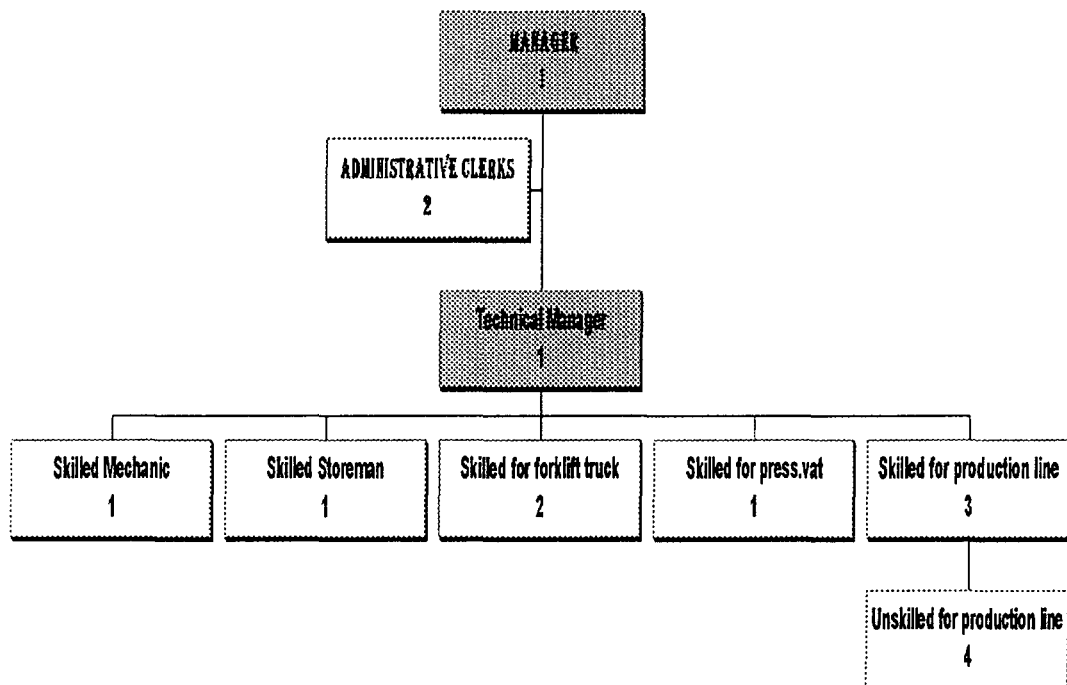 MANAGER
1
ADMINISTRATIVE CLERKS
2
Technical Manager
1
Skilled Mechanic
1
Skilled Storeman
1
Skilled for forklift truck
2
Skilled for press.vat
1
Skilled for production line
3
Unskilled for production line
4